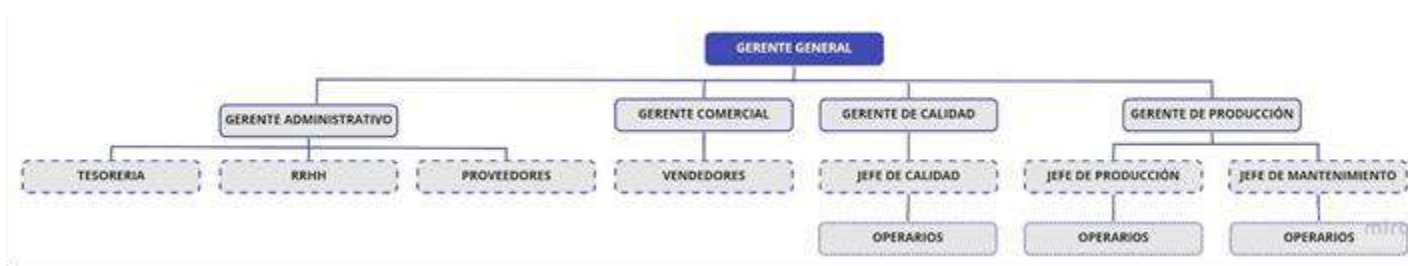 GERENTE GENERAL
GERENTE ADMINISTRATIVO
GERENTE COMERCIAL
GERENTE DE CALIDAD
GERENTE DE PRODUCCIÓN
TESORERIA
RRHH
PROVEEDORES
VENDEDORES
JEFE DE CALIDAD
JEFE DE PRODUCCIÓN
JEFE DE MANTENIMIENTO
OPERARIOS
OPERARIOS
OPERARIOS
miro